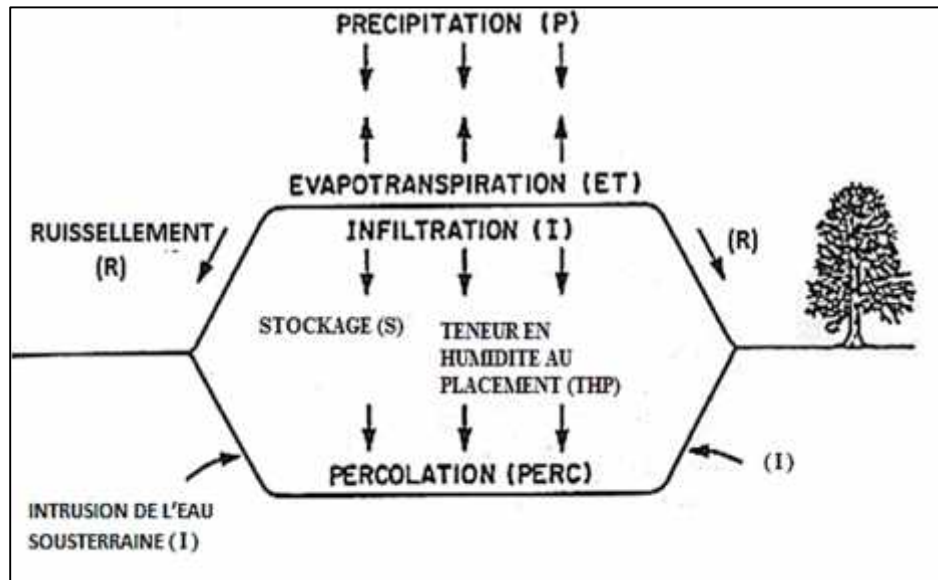 PRECIPITATION (P)
EVAPOTRANSPIRATION (ET)
RUISSELLEMENT
(R)
INFILTRATION (I)
(R)
STOCKAGE (S)
TENEUR EN
HUMIDITE AU
PLACEMENT (THP)
PERCOLATION (PERC)
(I)
INTRUSION DE L'EAU
SOUSTERRAINE (I)